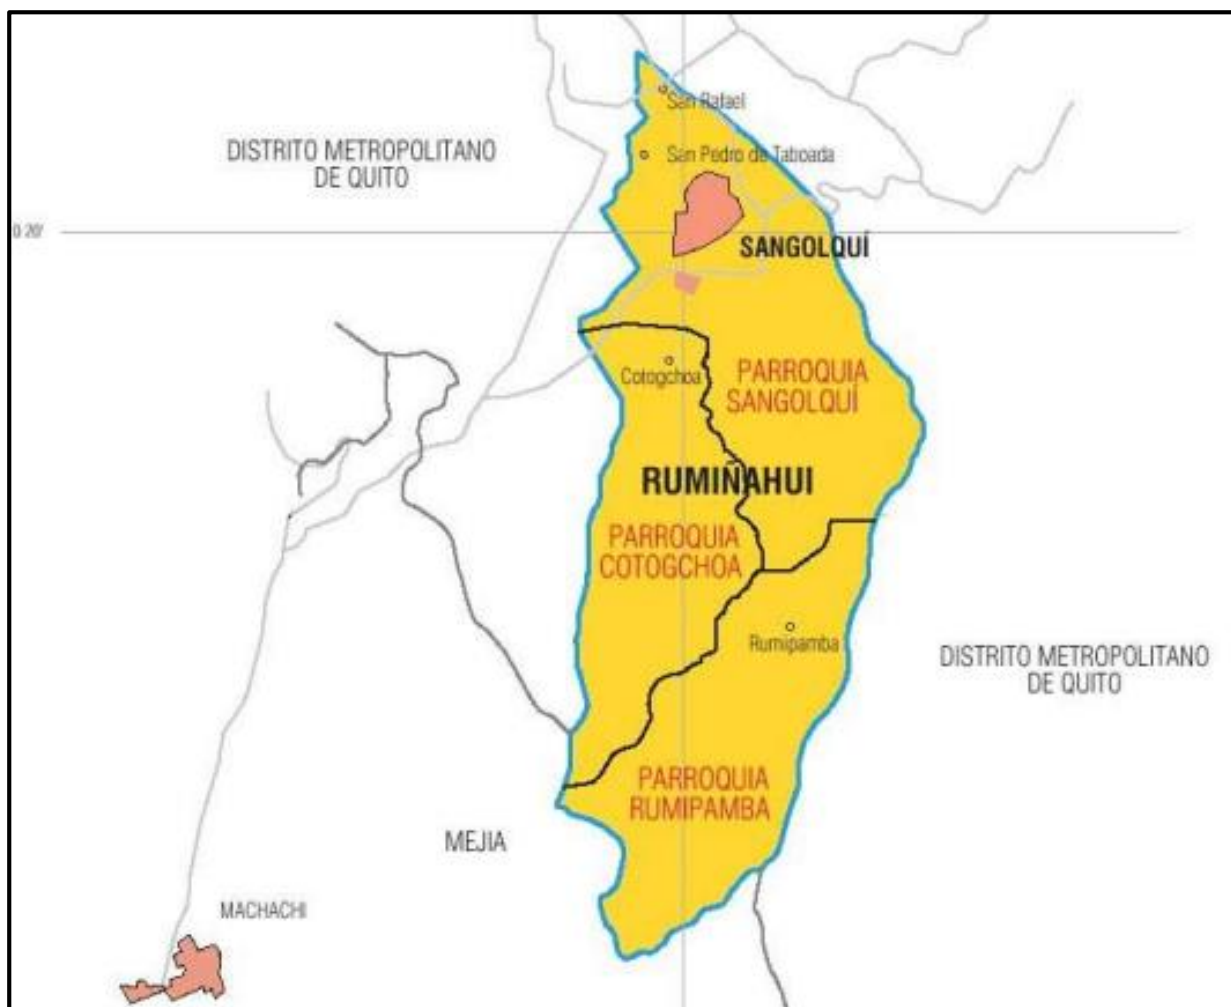 San Rafael
DISTRITO METROPOLITANO
DE QUITO
San Pedro de Taboada
0 20'
SANGOLQUÍ
Cotogchoa
PARROQUIA
SANGOLQUÍ
RUMIÑAHUI
PARROQUIA
COTOGCHOA
Rumipamba
DISTRITO METROPOLITANO
DE QUITO
PARROQUIA
RUMIPAMBA
MEJIA
MACHACHI